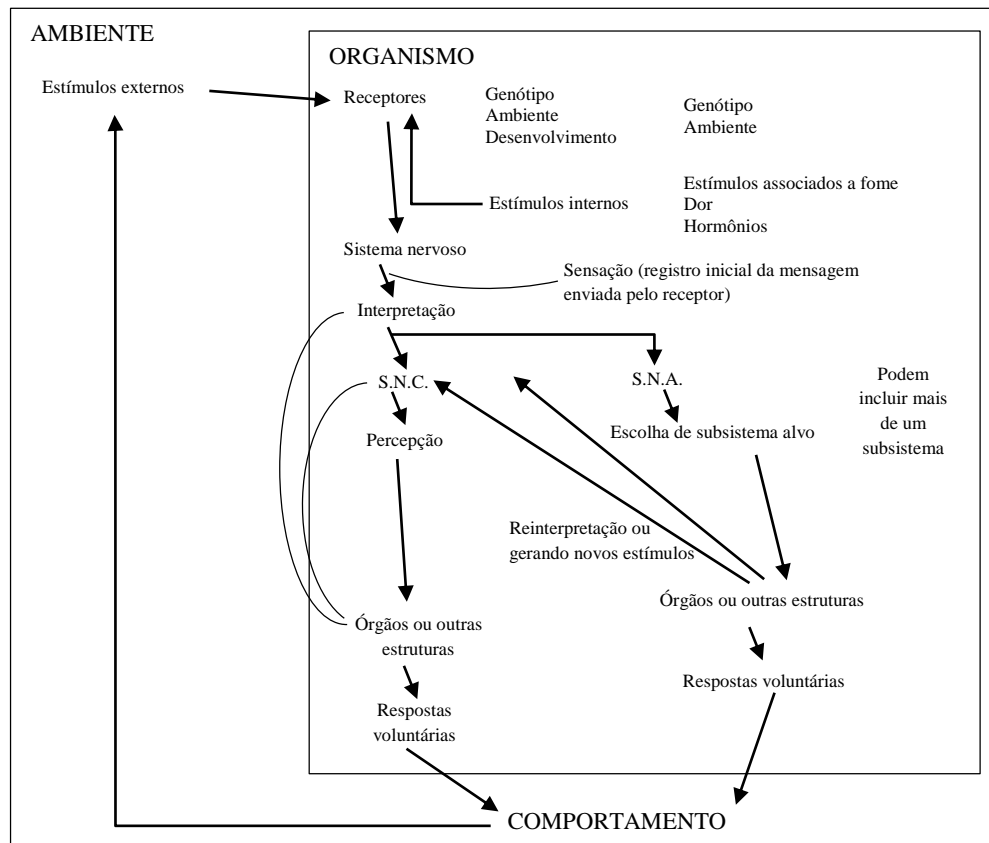 AMBIENTE
ORGANISMO
Estímulos externos
Receptores
Genótipo
Ambiente
Desenvolvimento
Genótipo
Ambiente
Estímulos internos
Estímulos associados a fome
Dor
Hormônios
Sistema nervoso
Sensação (registro inicial da mensagem
enviada pelo receptor)
Interpretação
S.N.C.
S.N.A.
Podem
incluir mais
de um
subsistema
Percepção
Escolha de subsistema alvo
Reinterpretação ou
gerando novos estímulos
Órgãos ou outras estruturas
Órgãos ou outras
estruturas
Respostas voluntárias
Respostas
voluntárias
COMPORTAMENTO